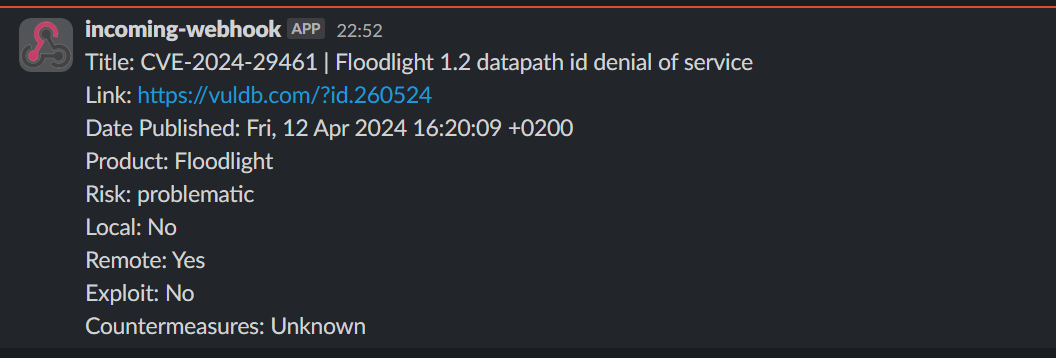 incoming-webhook APP 22:52
Title: CVE-2024-29461 | Floodlight 1.2 datapath id denial of service
Link: https://vuldb.com/?id.260524
Date Published: Fri, 12 Apr 2024 16:20:09 +0200
Product: Floodlight
Risk: problematic
Local: No
Remote: Yes
Exploit: No
Countermeasures: Unknown